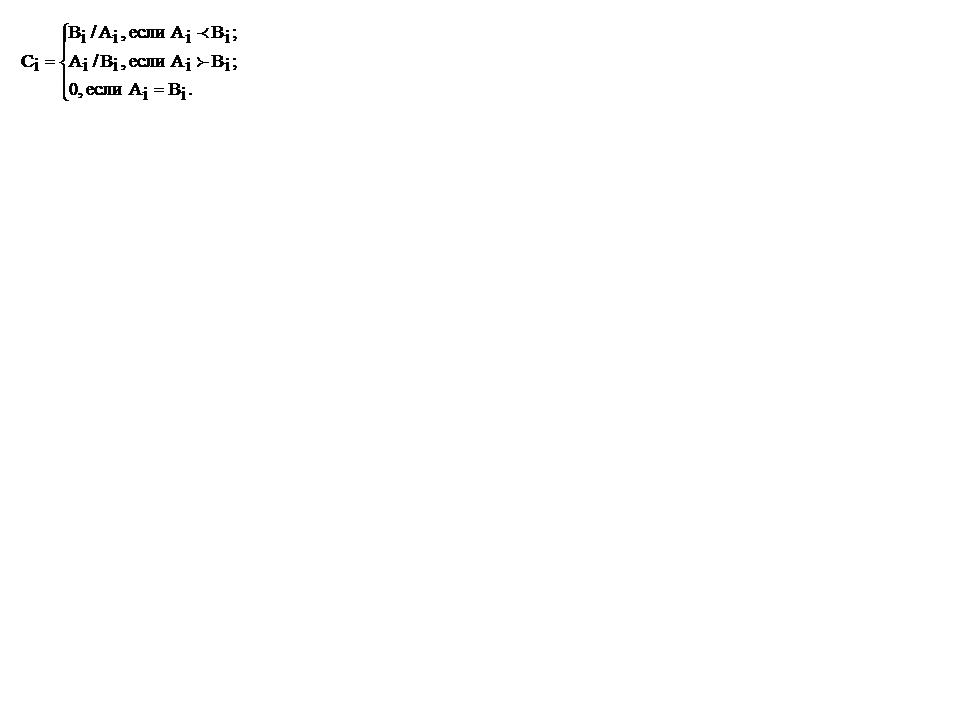 Bi / Ai , если Ai ≺ Bi ;
Ci = { Ai / Bi , если Ai ≻ Bi ;
0, если Ai = Bi .